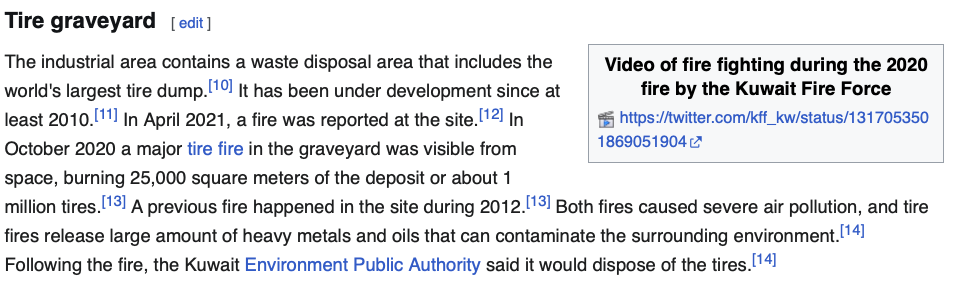 Tire graveyard [ edit ]
The industrial area contains a waste disposal area that includes the
world's largest tire dump.[10] It has been under development since at
least 2010.[11] In April 2021, a fire was reported at the site.[12] In
October 2020 a major tire fire in the graveyard was visible from
space, burning 25,000 square meters of the deposit or about 1
million tires.[13] A previous fire happened in the site during 2012.[13] Both fires caused severe air pollution, and tire
fires release large amount of heavy metals and oils that can contaminate the surrounding environment.[14]
Following the fire, the Kuwait Environment Public Authority said it would dispose of the tires.[14]
Video of fire fighting during the 2020
fire by the Kuwait Fire Force
https://twitter.com/kff_kw/status/131705350
1869051904